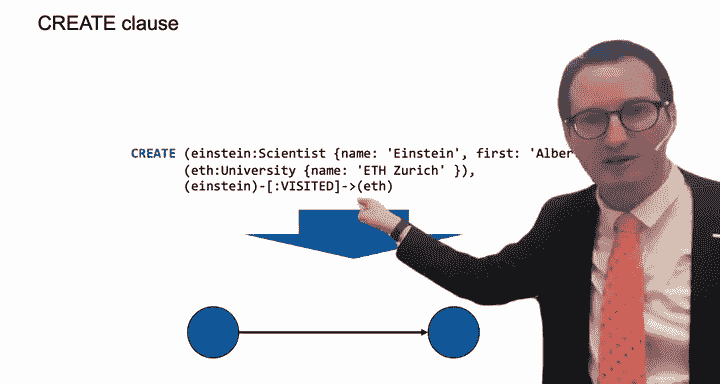 CREATE clause
CREATE (einstein:Scientist {name: 'Einstein', first: 'Alber
(eth:University {name: 'ETH Zurich' }),
(einstein)-[:VISITED]->(eth)